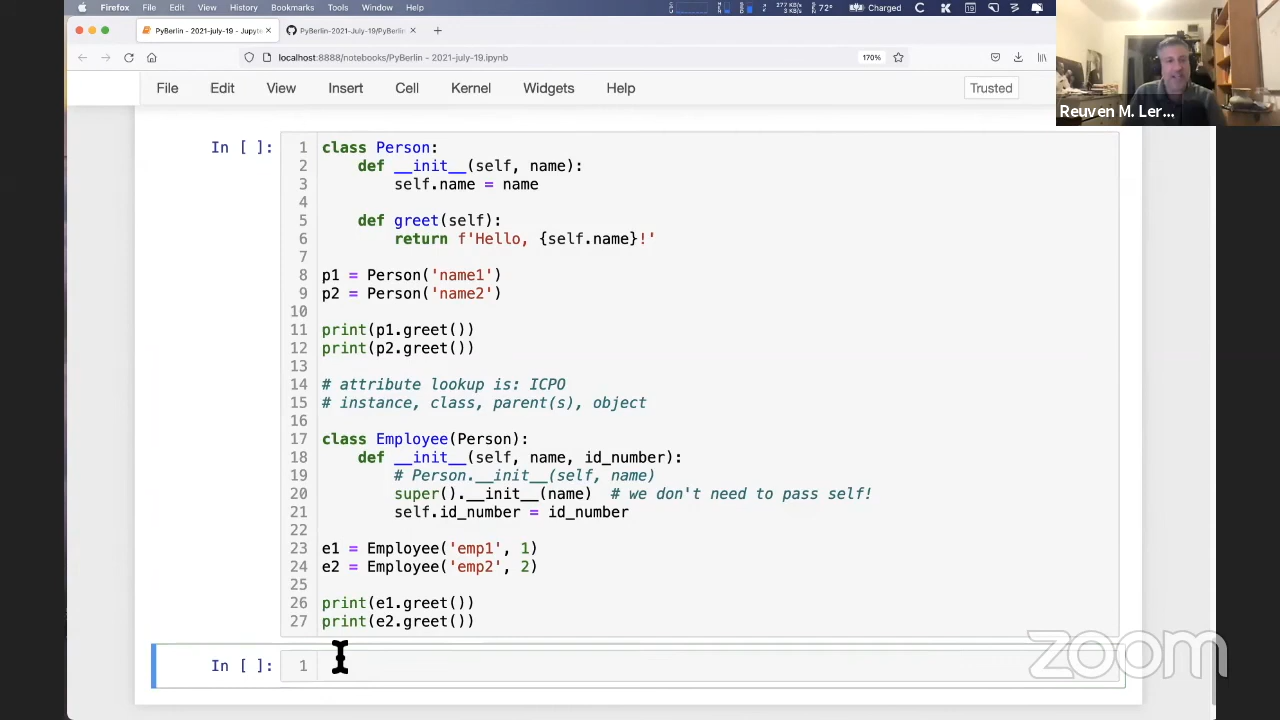 Firefox File Edit View History Bookmarks Tools Window Help
72° Charged
PyBerlin - 2021-july-19 - Jupyte
PyBerlin-2021-July-19/PyBerlin
localhost:8888/notebooks/PyBerlin - 2021-july-19.ipynb
170%
File Edit View Insert Cell Kernel Widgets Help
Trusted
Reuven M. Ler...
In [ ]:
1 class Person:
2 def __init__(self, name):
3 self.name = name
4
5 def greet(self):
6 return f'Hello, {self.name}!'
7
8 p1 = Person('name1')
9 p2 = Person('name2')
10
11 print(p1.greet())
12 print(p2.greet())
13
14 # attribute lookup is: ICPO
15 # instance, class, parent(s), object
16
17 class Employee(Person):
18 def __init__(self, name, id_number):
19 # Person.__init__(self, name)
20 super().__init__(name) # we don't need to pass self!
21 self.id_number = id_number
22
23 e1 = Employee('emp1', 1)
24 e2 = Employee('emp2', 2)
25
26 print(e1.greet())
27 print(e2.greet())
In [ ]: 1
zoom